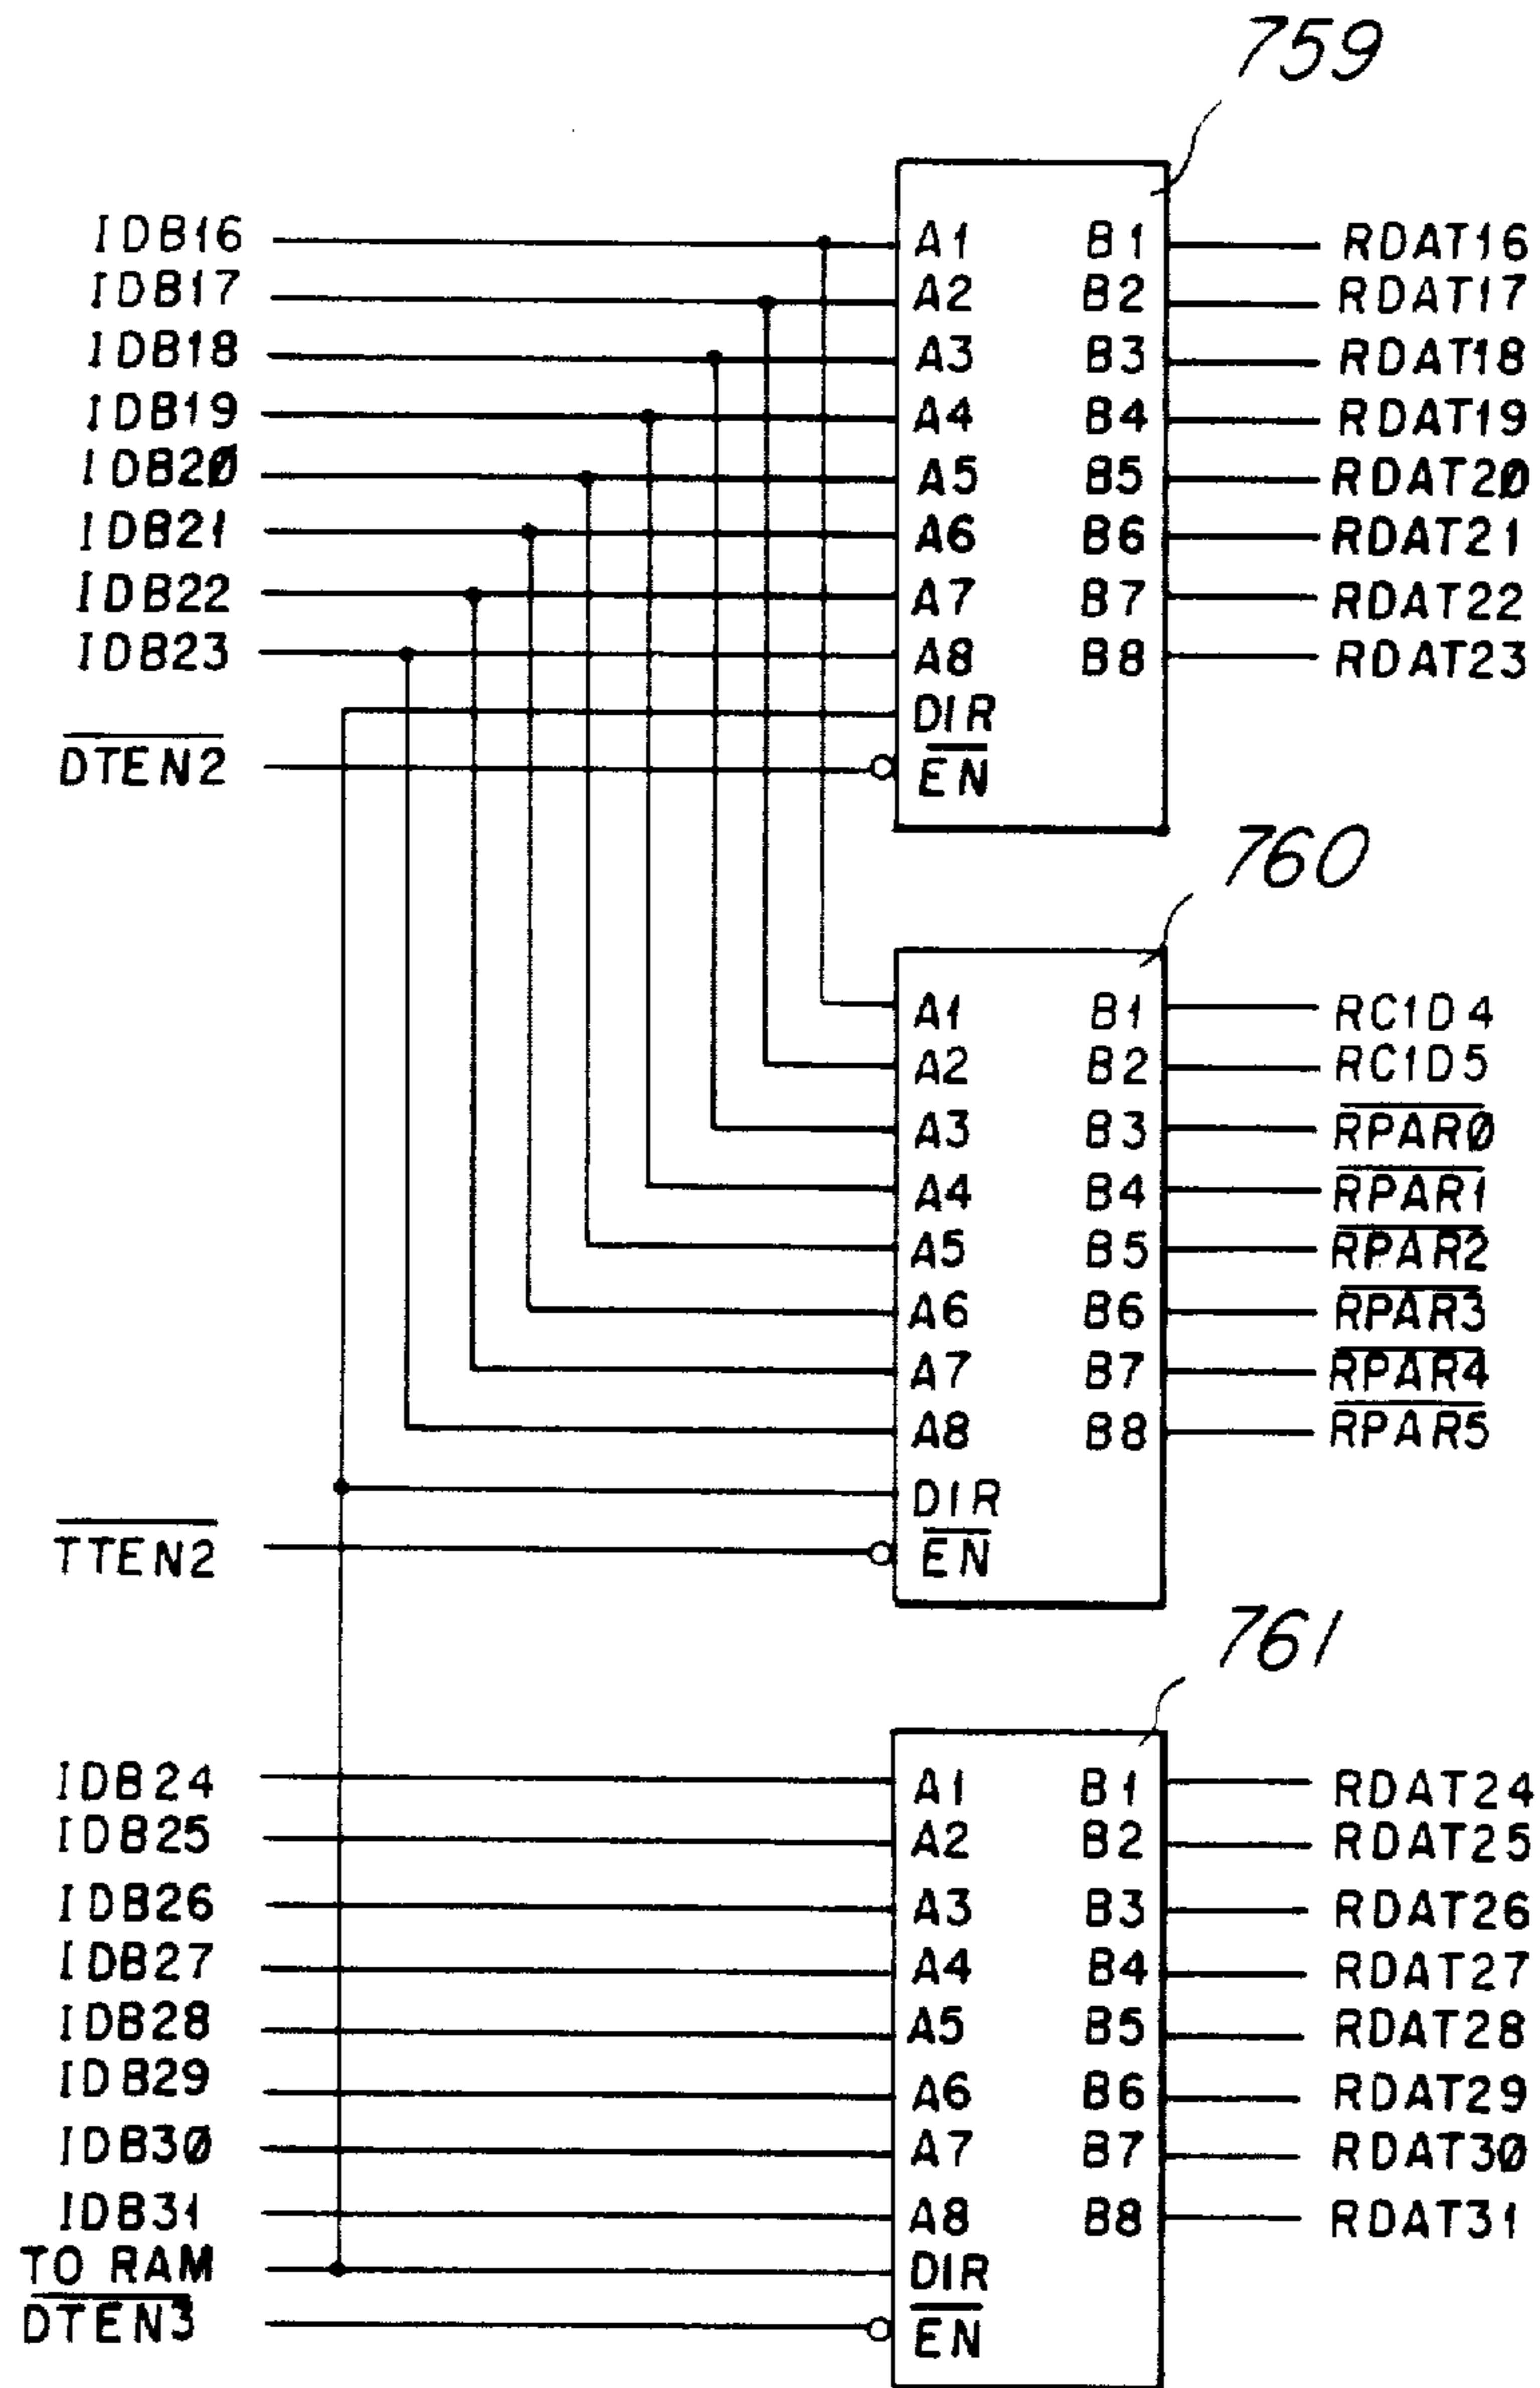 759
IDB16 A1 B1 RDAT16
IDB17 A2 B2 RDAT17
IDB18 A3 B3 RDAT18
IDB19 A4 B4 RDAT19
IDB20 A5 B5 RDAT20
IDB21 A6 B6 RDAT21
IDB22 A7 B7 RDAT22
IDB23 A8 B8 RDAT23
DIR
DTEN2 EN
760
A1 B1 RC1D4
A2 B2 RC1D5
A3 B3 RPAR0
A4 B4 RPAR1
A5 B5 RPAR2
A6 B6 RPAR3
A7 B7 RPAR4
A8 B8 RPAR5
DIR
TTEN2 EN
761
IDB24 A1 B1 RDAT24
IDB25 A2 B2 RDAT25
IDB26 A3 B3 RDAT26
IDB27 A4 B4 RDAT27
IDB28 A5 B5 RDAT28
IDB29 A6 B6 RDAT29
IDB30 A7 B7 RDAT30
IDB31 A8 B8 RDAT31
TO RAM DIR
DTEN3 EN